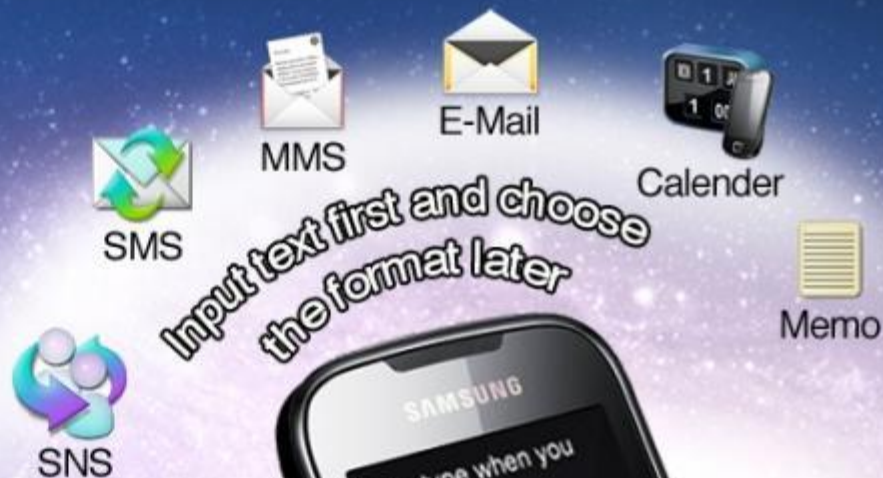 E-Mail
MMS
Calender
SMS
Input text first and choose
the format later
Memo
SNS
SAMSUNG
when you